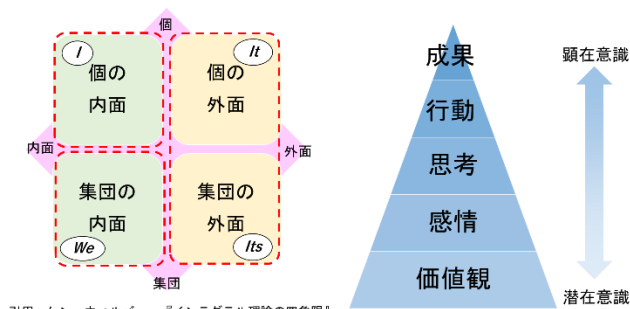 個
I
It
個の
内面
個の
外面
内面
外面
集団の
内面
集団の
外面
We
Its
集団
成果
行動
思考
感情
価値観
顕在意識
潜在意識